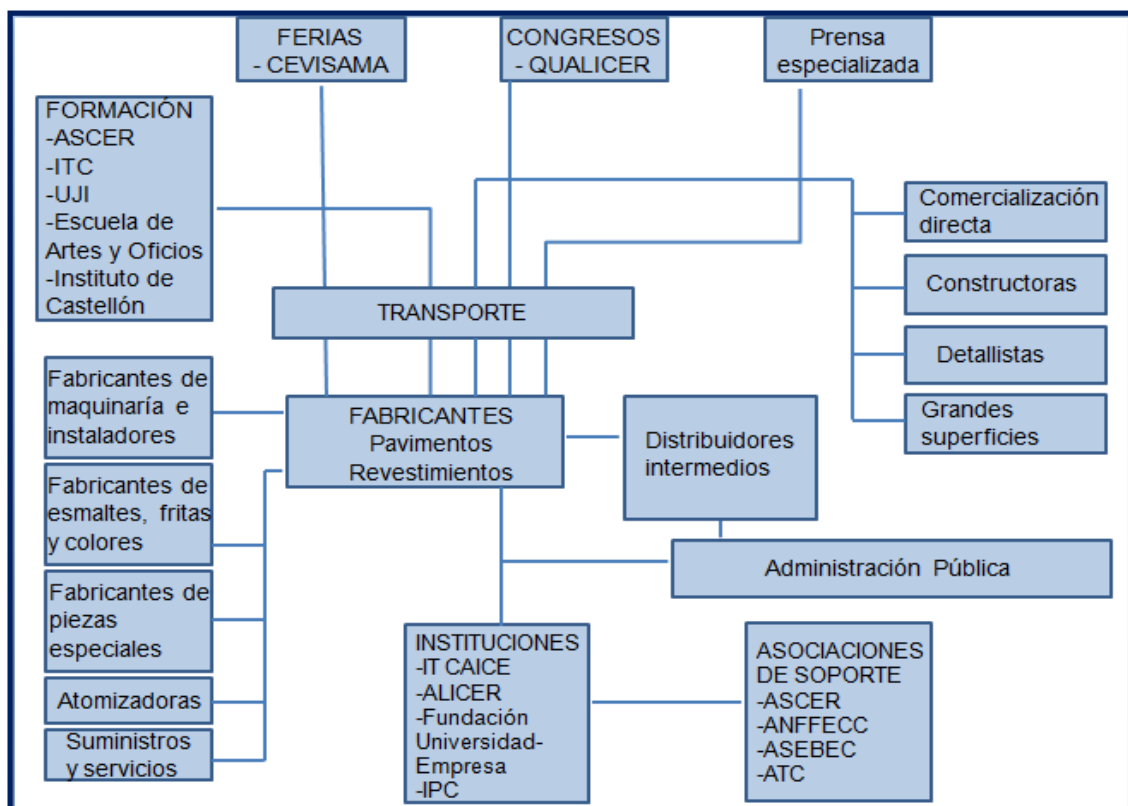 FERIAS
- CEVISAMA
CONGRESOS
- QUALICER
Prensa
especializada
FORMACIÓN
-ASCER
-ITC
-UJI
-Escuela de
Artes y Oficios
-Instituto de
Castellón
Comercialización
directa
Constructoras
Detallistas
Grandes
superficies
TRANSPORTE
Fabricantes de
maquinaría e
instaladores
Fabricantes de
esmaltes, fritas
y colores
Fabricantes de
piezas
especiales
Atomizadoras
Suministros
y servicios
FABRICANTES
Pavimentos
Revestimientos
Distribuidores
intermedios
Administración Pública
INSTITUCIONES
-IT CAICE
-ALICER
-Fundación
Universidad-
Empresa
-IPC
ASOCIACIONES
DE SOPORTE
-ASCER
-ANFFECC
-ASEBEC
-ATC